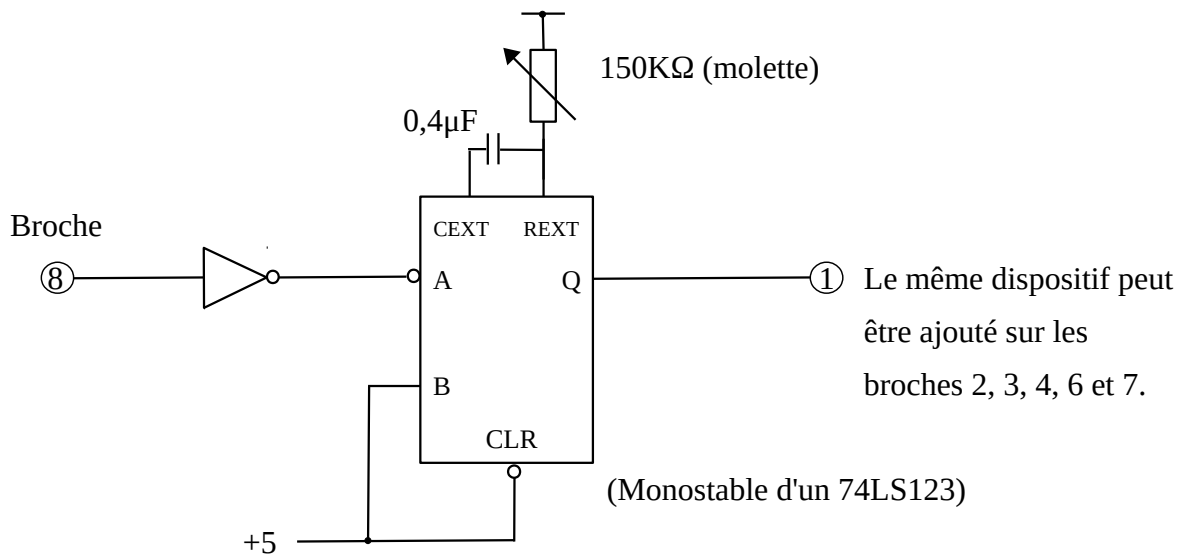 150KΩ (molette)
0,4μF
Broche
CEXT REXT
8
A
Q
1
Le même dispositif peut
être ajouté sur les
broches 2, 3, 4, 6 et 7.
B
CLR
(Monostable d'un 74LS123)
+5